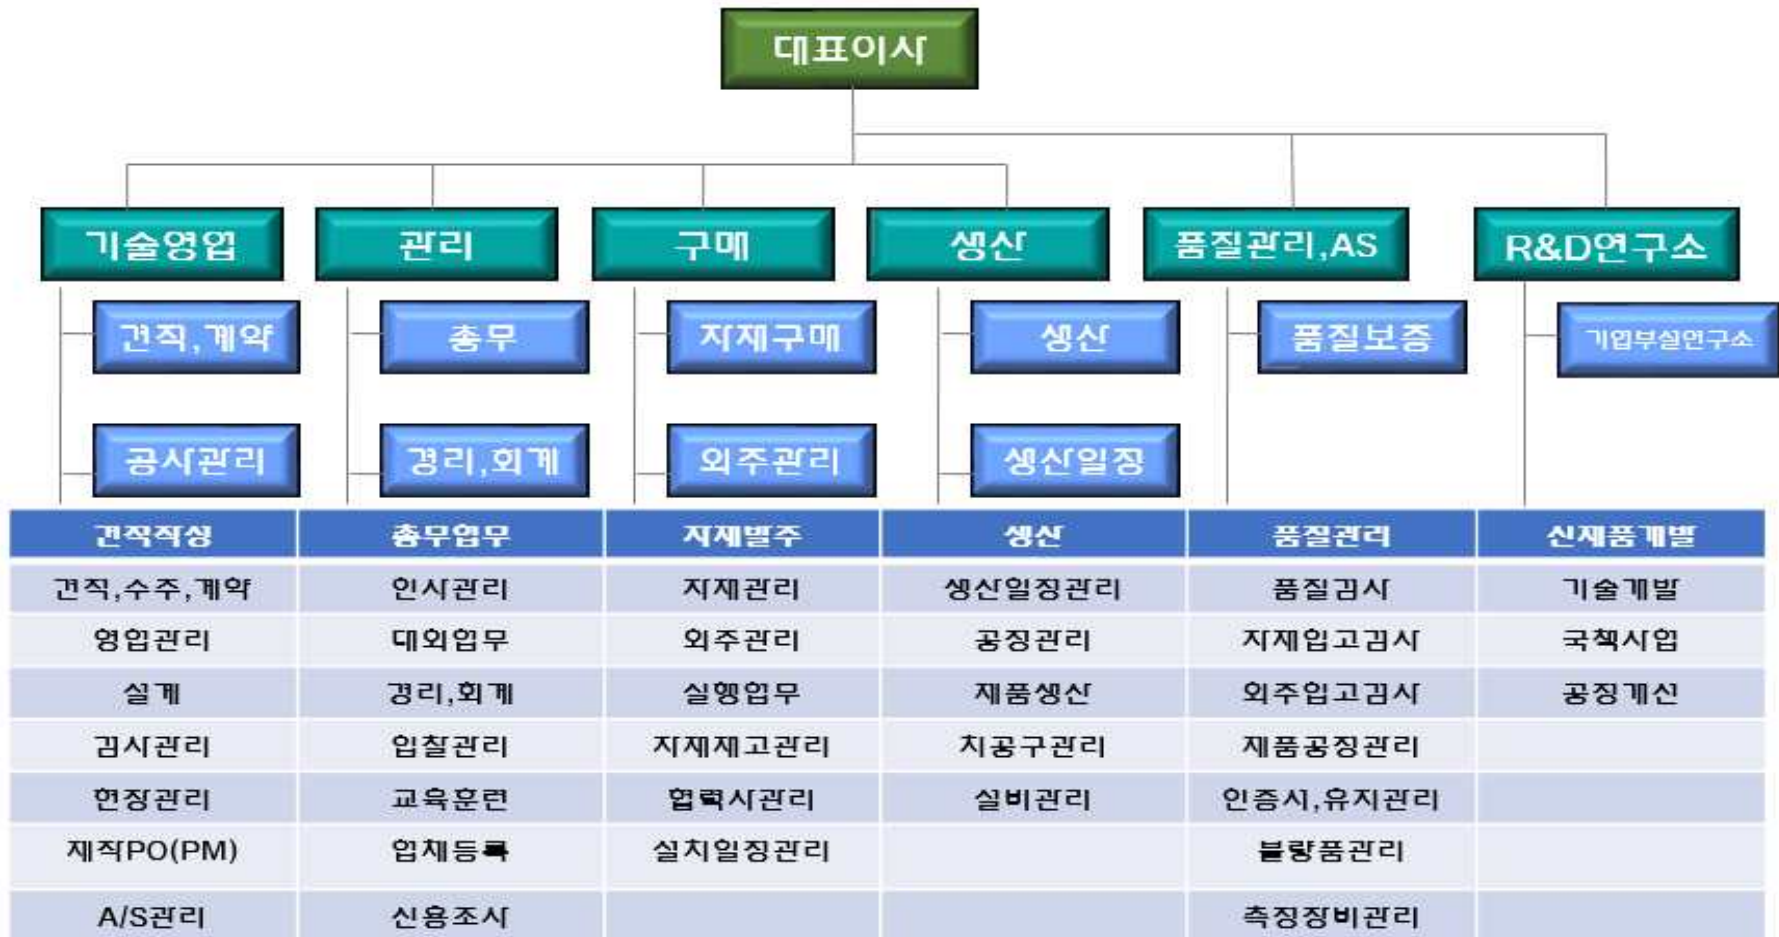 대표이사
기술영업 관리 구매 생산 품질관리,AS R&D연구소
견적,계약 총무 자재구매 생산 품질보증 기업부설연구소
공사관리 경리,회계 외주관리 생산일정
견적작성 총무업무 자재발주 생산 품질관리 신제품개발
견적,수주,계약 인사관리 자재관리 생산일정관리 품질검사 기술개발
영업관리 대외업무 외주관리 공정관리 자재입고검사 국책사업
설계 경리,회계 실행업무 제품생산 외주입고검사 공정개선
검사관리 입찰관리 자재재고관리 치공구관리 제품공정관리
현장관리 교육훈련 협력사관리 설비관리 인증서,유지관리
제작PO(PM) 업체등록 설치일정관리 불량품관리
A/S관리 신용조사 측정장비관리